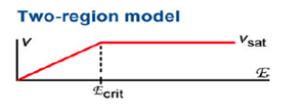 Two-region model
v
vsat
ℰcrit
ℰ